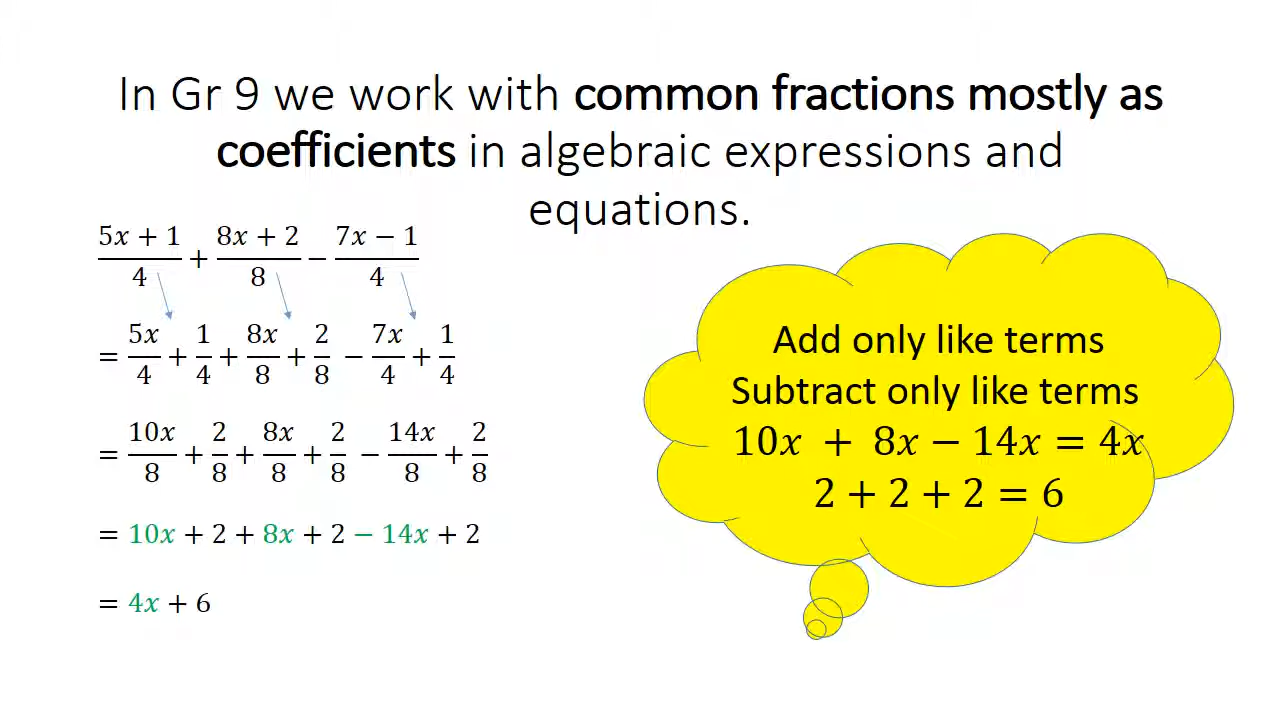 In Gr 9 we work with common fractions mostly as
coefficients in algebraic expressions and
equations.
(5x + 1)/4 + (8x + 2)/8 − (7x − 1)/4
= 5x/4 + 1/4 + 8x/8 + 2/8 − 7x/4 + 1/4
= 10x/8 + 2/8 + 8x/8 + 2/8 − 14x/8 + 2/8
= 10x + 2 + 8x + 2 − 14x + 2
= 4x + 6
Add only like terms
Subtract only like terms
10x + 8x − 14x = 4x
2 + 2 + 2 = 6